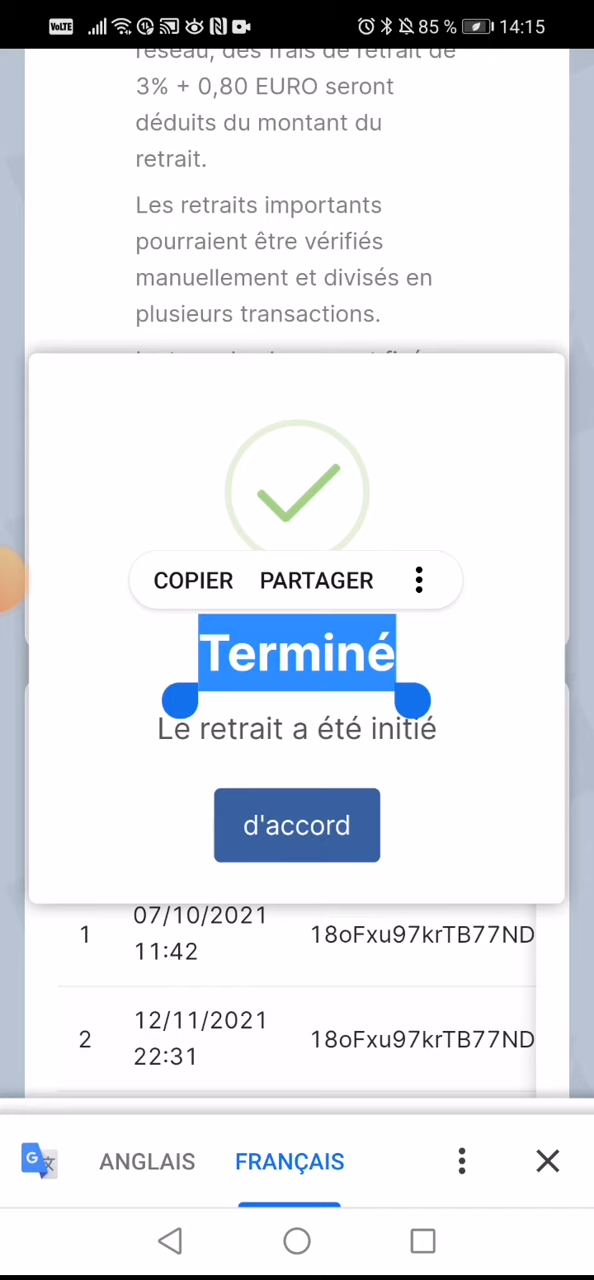 VoLTE 85 % 14:15
réseau, des frais de retrait de
3% + 0,80 EURO seront
déduits du montant du
retrait.
Les retraits importants
pourraient être vérifiés
manuellement et divisés en
plusieurs transactions.
COPIER PARTAGER
Terminé
Le retrait a été initié
d'accord
1 07/10/2021 11:42 18oFxu97krTB77ND
2 12/11/2021 22:31 18oFxu97krTB77ND
ANGLAIS FRANÇAIS